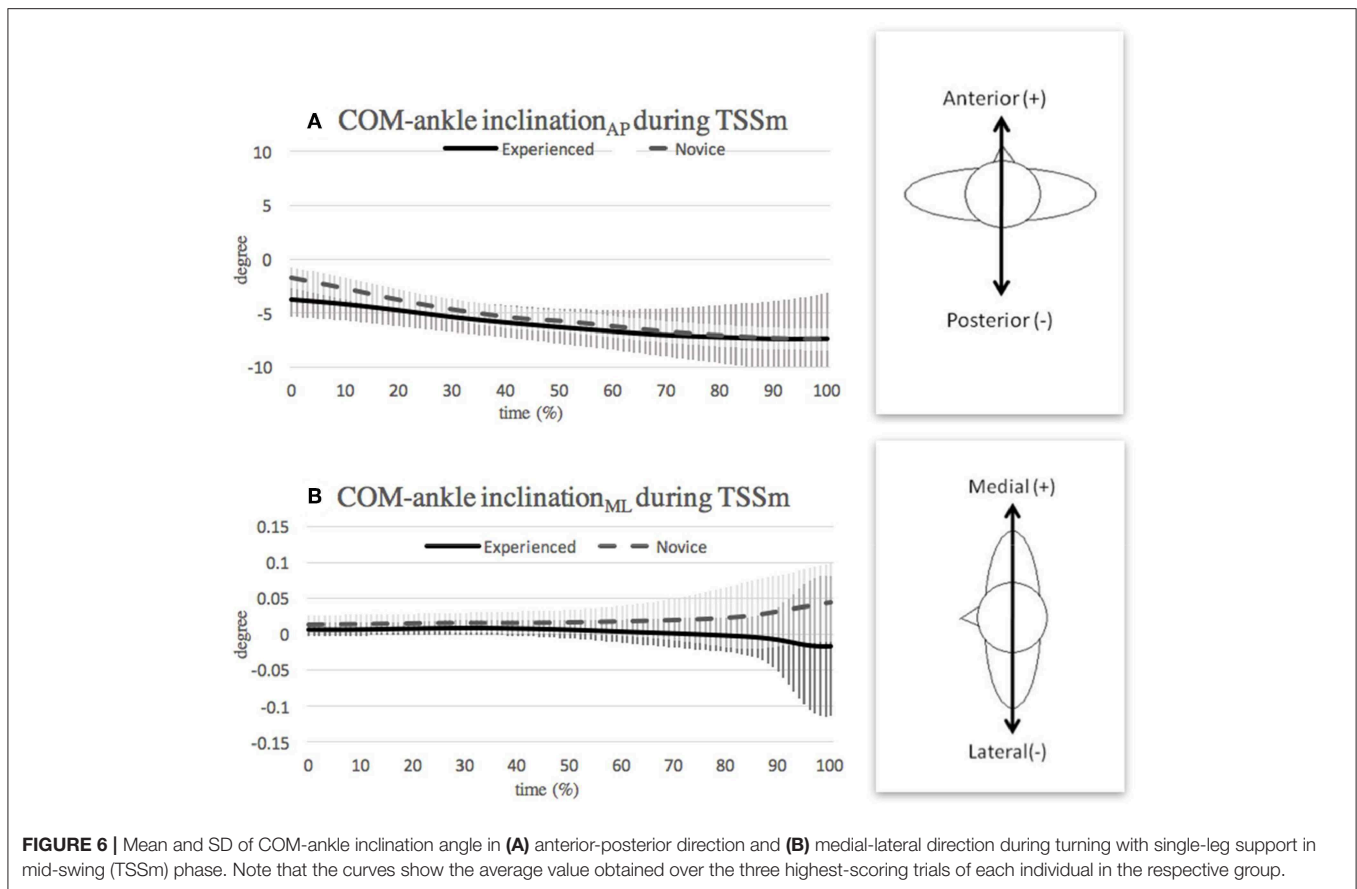 A COM-ankle inclinationAP during TSSm
Experienced Novice
10
5
0
-5
-10
degree
0 10 20 30 40 50 60 70 80 90 100
time (%)
Anterior (+)
Posterior (-)
B COM-ankle inclinationML during TSSm
Experienced Novice
0.15
0.1
0.05
0
-0.05
-0.1
-0.15
degree
0 10 20 30 40 50 60 70 80 90 100
time (%)
Medial (+)
Lateral(-)
FIGURE 6 | Mean and SD of COM-ankle inclination angle in (A) anterior-posterior direction and (B) medial-lateral direction during turning with single-leg support in
mid-swing (TSSm) phase. Note that the curves show the average value obtained over the three highest-scoring trials of each individual in the respective group.